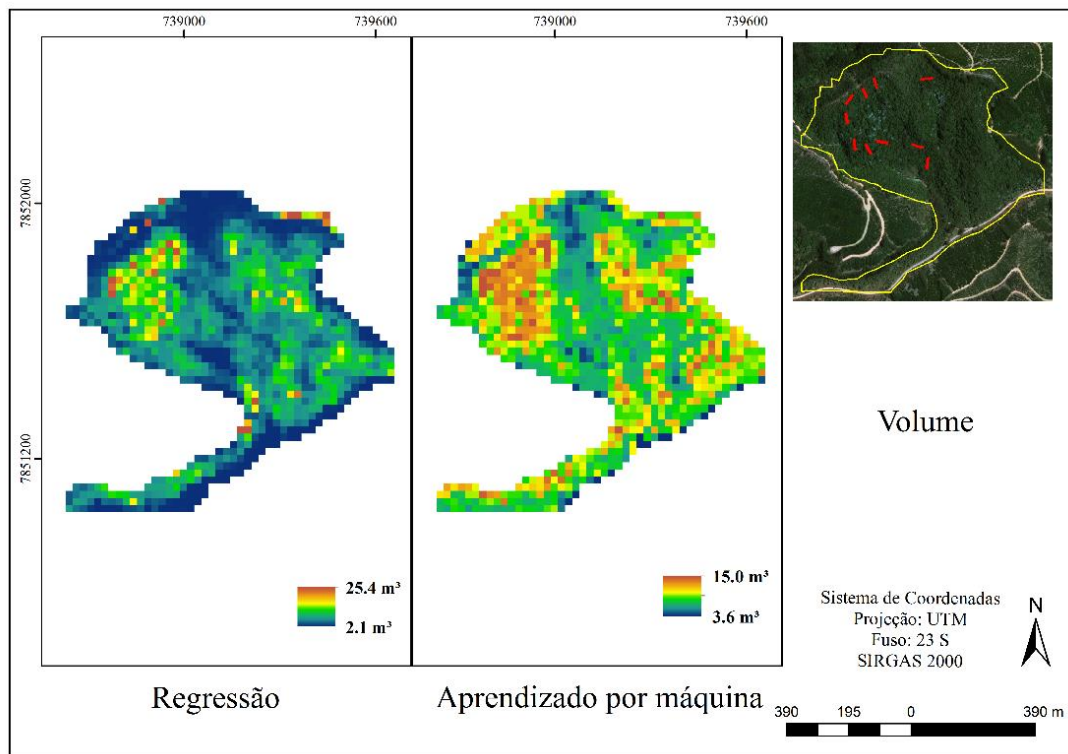 739000 739600 739000 739600
7852000
7851200
25.4 m³
2.1 m³
15.0 m³
3.6 m³
Regressão
Aprendizado por máquina
Volume
Sistema de Coordenadas
Projeção: UTM
Fuso: 23 S
SIRGAS 2000
N
390 195 0 390 m